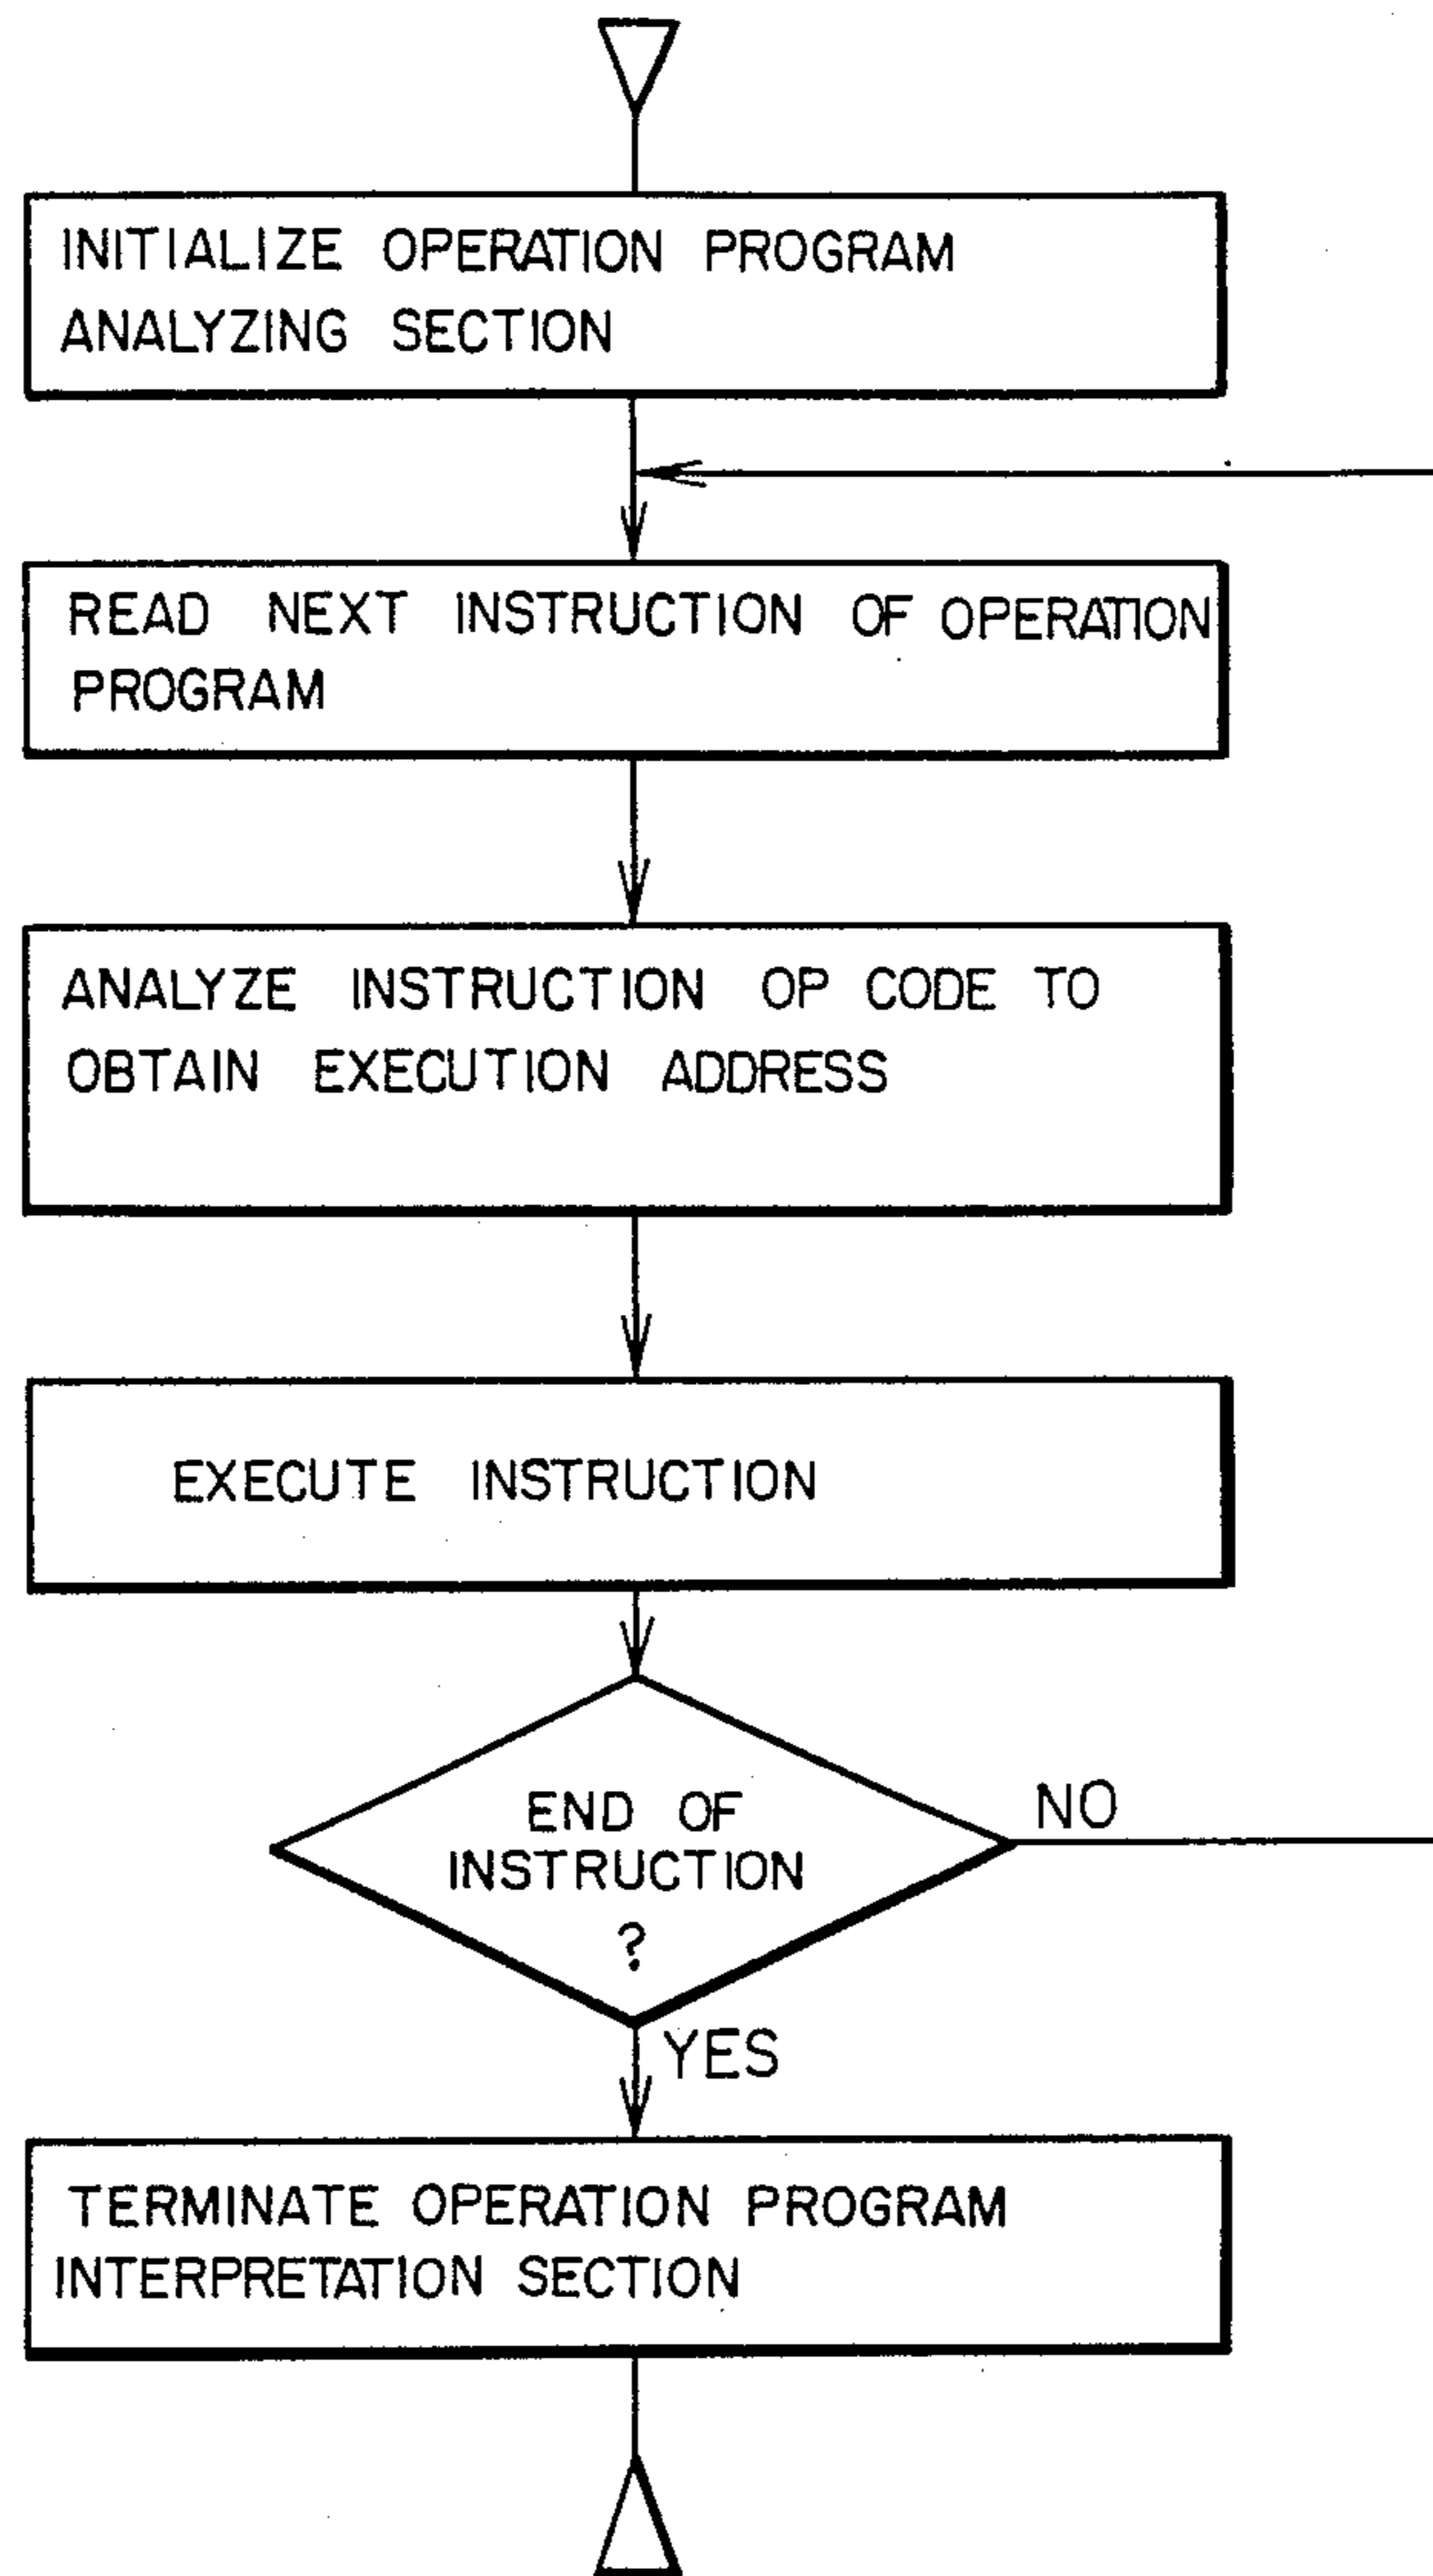 INITIALIZE OPERATION PROGRAM
ANALYZING SECTION
READ NEXT INSTRUCTION OF OPERATION
PROGRAM
ANALYZE INSTRUCTION OP CODE TO
OBTAIN EXECUTION ADDRESS
EXECUTE INSTRUCTION
END OF
INSTRUCTION
?
NO
YES
TERMINATE OPERATION PROGRAM
INTERPRETATION SECTION